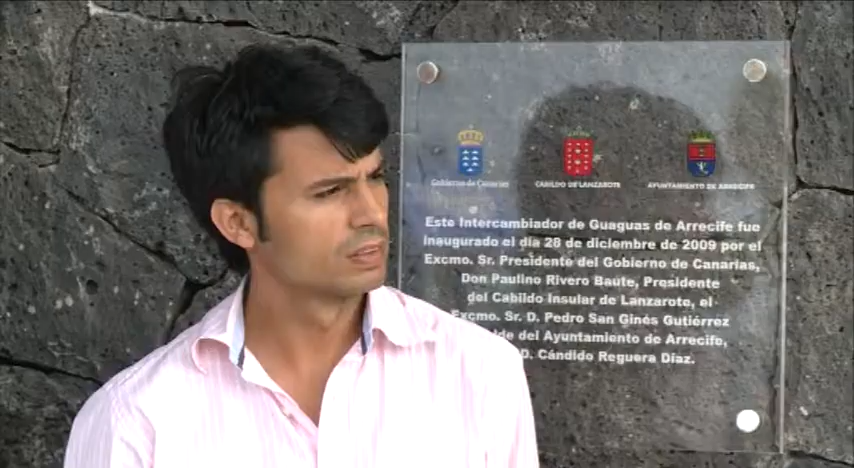 Gobierno de Canarias CABILDO DE LANZAROTE AYUNTAMIENTO DE ARRECIFE
Este Intercambiador de Guaguas de Arrecife fue
inaugurado el día 28 de diciembre de 2009 por el
Excmo. Sr. Presidente del Gobierno de Canarias,
Don Paulino Rivero Baute, Presidente
del Cabildo Insular de Lanzarote, el
Excmo. Sr. D. Pedro San Ginés Gutiérrez
de del Ayuntamiento de Arrecife,
D. Cándido Reguera Díaz.